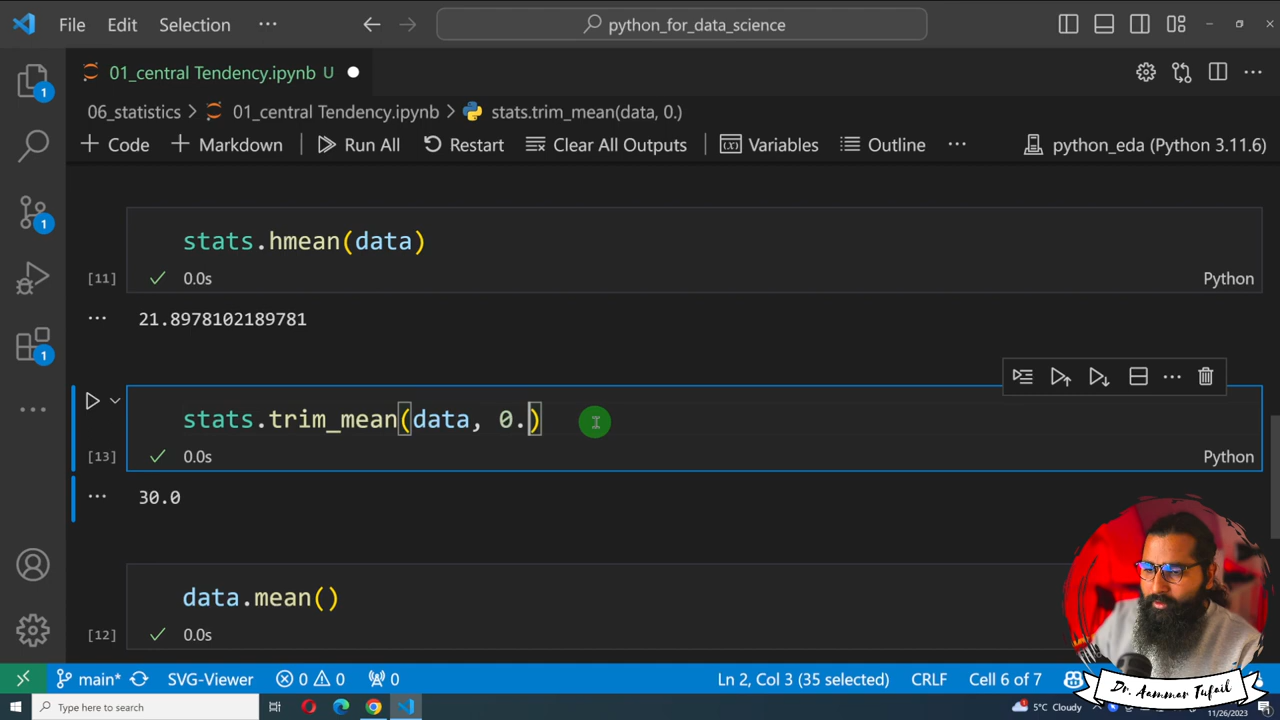 File Edit Selection ···
python_for_data_science
01_central Tendency.ipynb U
06_statistics > 01_central Tendency.ipynb > stats.trim_mean(data, 0.)
+ Code + Markdown Run All Restart Clear All Outputs Variables Outline ··· python_eda (Python 3.11.6)
stats.hmean(data)
[11] 0.0s Python
··· 21.8978102189781
stats.trim_mean(data, 0.)
[13] 0.0s Python
··· 30.0
data.mean()
[12] 0.0s
1
1
1
main* SVG-Viewer 0 0 0 Ln 2, Col 3 (35 selected) CRLF Cell 6 of 7
Dr. Aammar Tufail
Type here to search 5°C Cloudy 11/26/2023